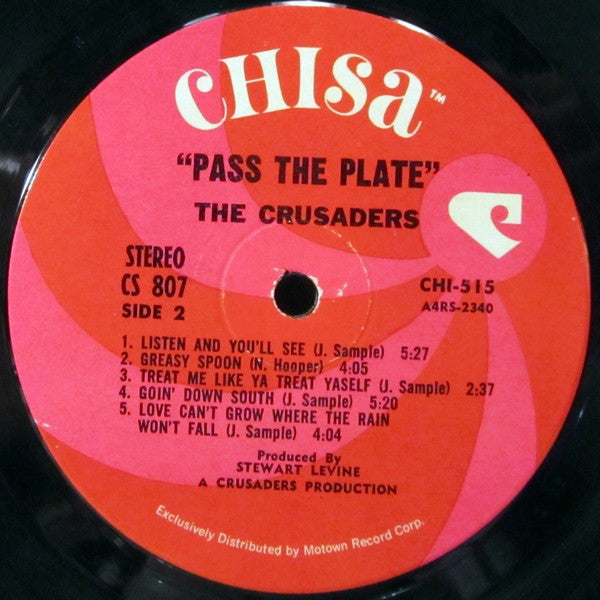 CHISa™
"PASS THE PLATE"
THE CRUSADERS
STEREO
CS 807
SIDE 2
CHI-515
A4RS-2340
1. LISTEN AND YOU'LL SEE (J. Sample) 5:27
2. GREASY SPOON (N. Hooper) 4:05
3. TREAT ME LIKE YA TREAT YASELF (J. Sample) 2:37
4. GOIN' DOWN SOUTH (J. Sample) 5:20
5. LOVE CAN'T GROW WHERE THE RAIN
WON'T FALL (J. Sample) 4:04
Produced By
STEWART LEVINE
A CRUSADERS PRODUCTION
Exclusively Distributed by Motown Record Corp.